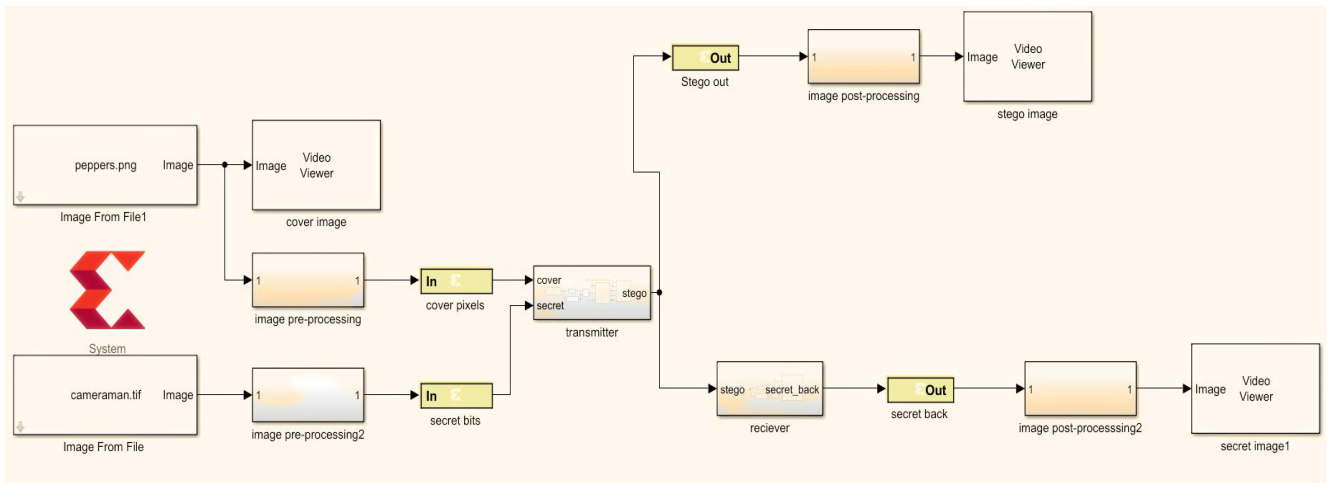 Out
Stego out
1
1
image post-processing
Image
Video
Viewer
stego image
peppers.png
Image
Image From File1
Image
Video
Viewer
cover image
1
1
image pre-processing
In
cover pixels
cover
secret
stego
transmitter
System
cameraman.tif
Image
Image From File
1
1
image pre-processing2
In
secret bits
stego
secret_back
reciever
Out
secret back
1
1
image post-processsing2
Image
Video
Viewer
secret image1